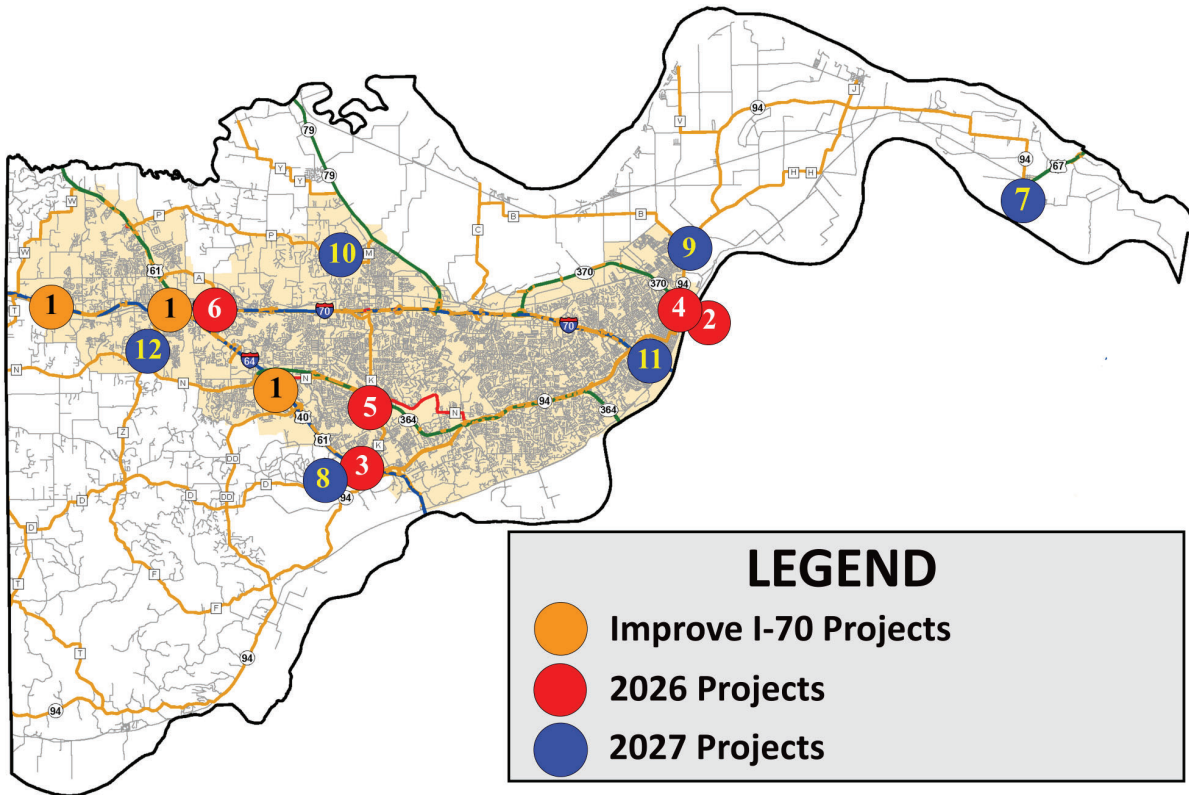 79
79
94
J
V
Y
Y
H
H
94
67
7
W
P
P
W
A
61
C
B
B
M
10
9
370
370
94
1
1
6
70
70
4
2
T
12
64
11
N
N
N
1
K
5
N
94
364
364
40
61
K
Z
3
8
DD
DD
D
D
D
D
94
F
F
T
T
94
94
LEGEND
Improve I-70 Projects
2026 Projects
2027 Projects